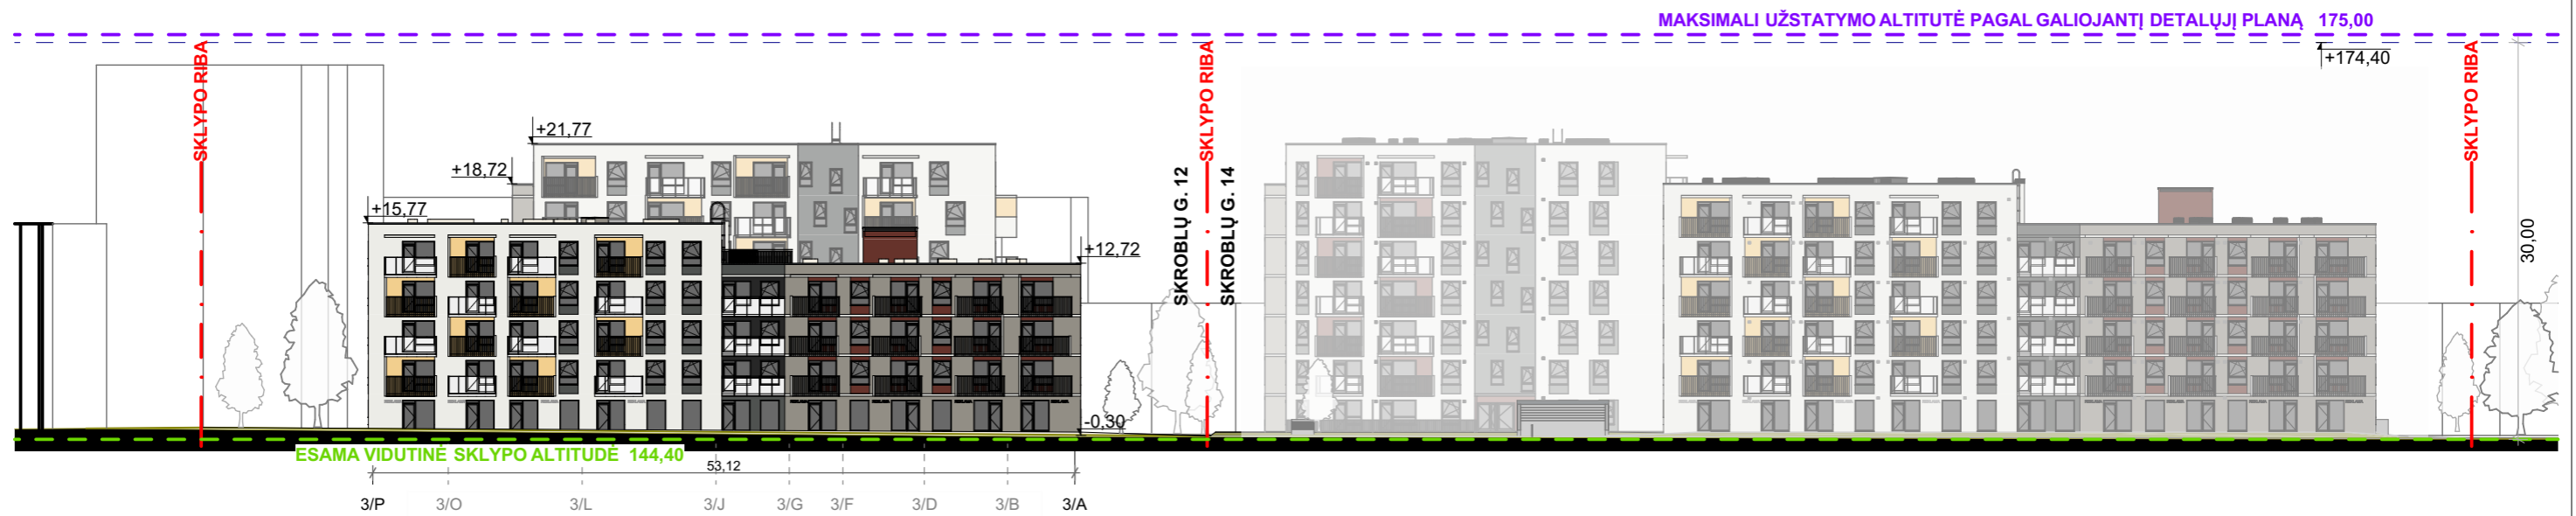 MAKSIMALI UŽSTATYMO ALTITUTĖ PAGAL GALIOJANTĮ DETALŲJĮ PLANĄ 175,00
+174,40
SKLYPO RIBA
SKLYPO RIBA
SKLYPO RIBA
+21,77
+18,72
+15,77
+12,72
-0,30
SKROBLŲ G. 12
SKROBLŲ G. 14
30,00
ESAMA VIDUTINĖ SKLYPO ALTITUDĖ 144,40
53,12
3/P 3/O 3/L 3/J 3/G 3/F 3/D 3/B 3/A